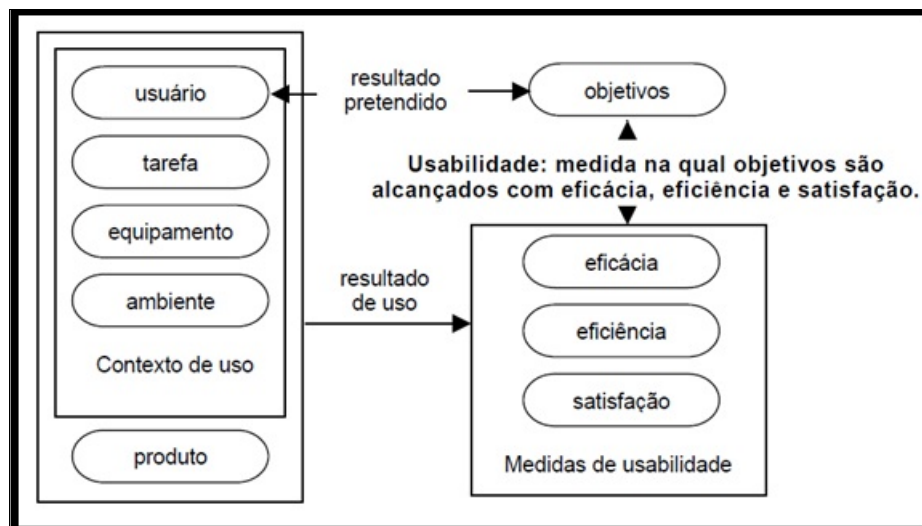 usuário
tarefa
equipamento
ambiente
Contexto de uso
produto
resultado
pretendido
objetivos
Usabilidade: medida na qual objetivos são
alcançados com eficácia, eficiência e satisfação.
resultado
de uso
eficácia
eficiência
satisfação
Medidas de usabilidade